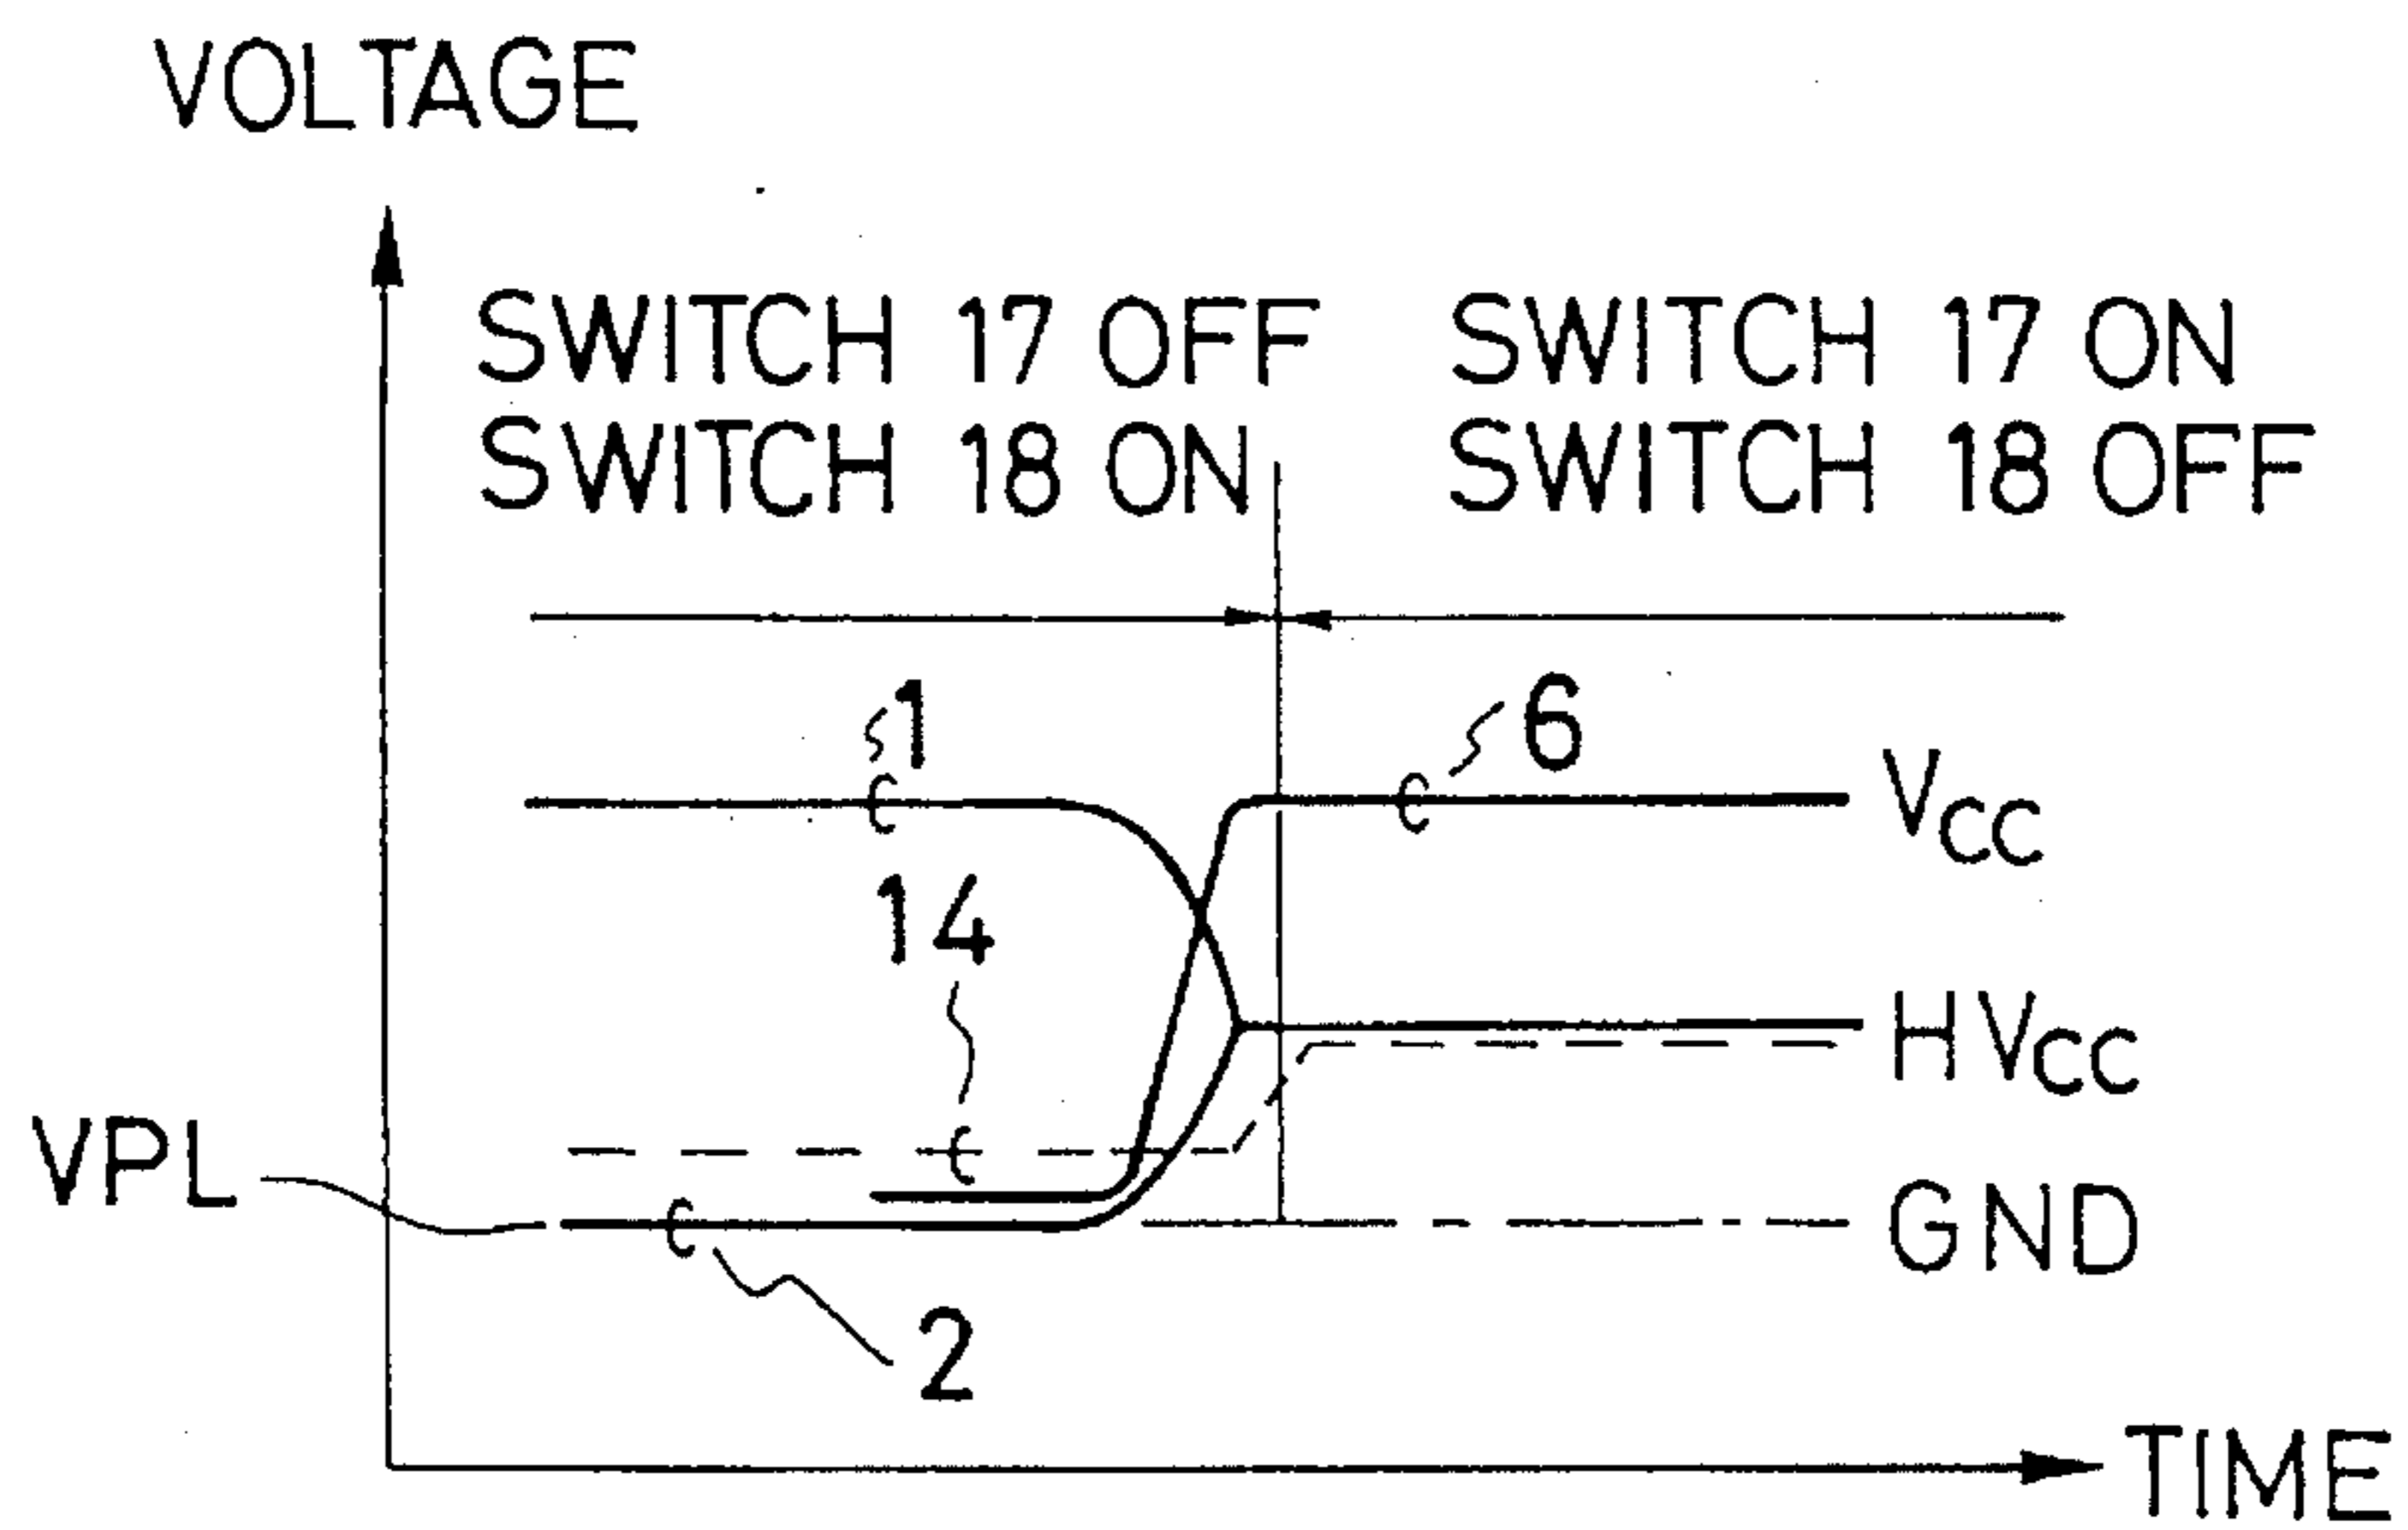 VOLTAGE
SWITCH 17 OFF
SWITCH 18 ON
SWITCH 17 ON
SWITCH 18 OFF
1
6
VCC
14
HVCC
VPL
GND
2
TIME